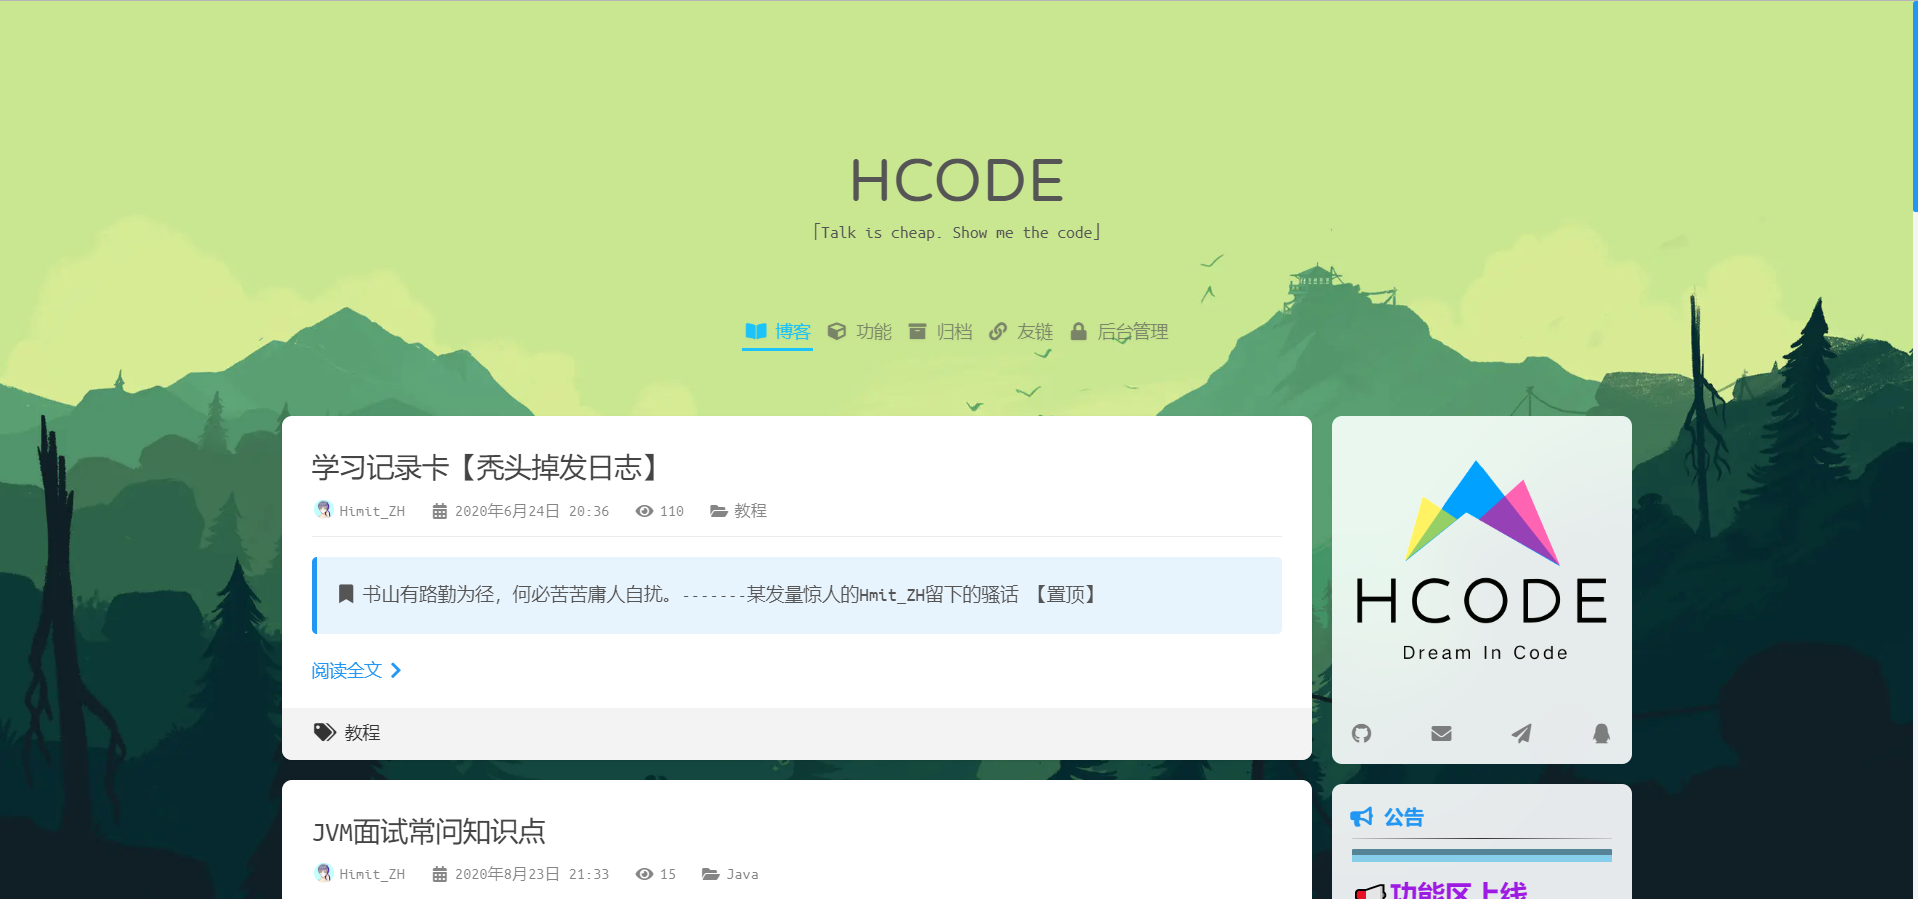 HCODE
「Talk is cheap. Show me the code」
博客 功能 归档 友链 后台管理
学习记录卡【秃头掉发日志】
Himit_ZH 2020年6月24日 20:36 110 教程
书山有路勤为径，何必苦苦庸人自扰。-------某发量惊人的Hmit_ZH留下的骚话 【置顶】
阅读全文
教程
JVM面试常问知识点
Himit_ZH 2020年8月23日 21:33 15 Java
HCODE
Dream In Code
公告
功能区上线